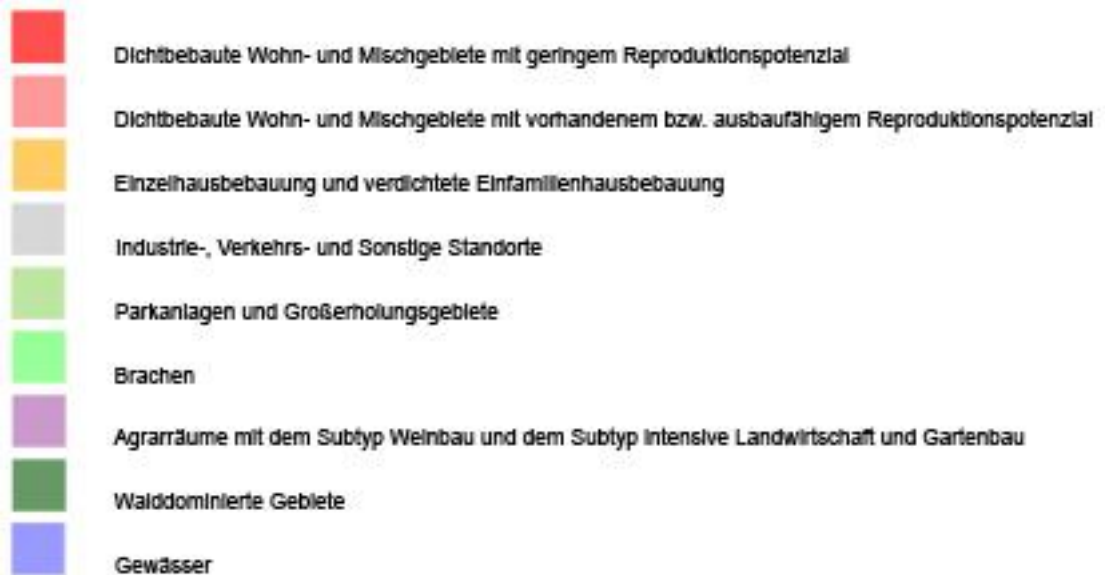 Dichtbebaute Wohn- und Mischgebiete mit geringem Reproduktionspotenzial
Dichtbebaute Wohn- und Mischgebiete mit vorhandenem bzw. ausbaufähigem Reproduktionspotenzial
Einzelhausbebauung und verdichtete Einfamilienhausbebauung
Industrie-, Verkehrs- und Sonstige Standorte
Parkanlagen und Großerholungsgebiete
Brachen
Agrarräume mit dem Subtyp Weinbau und dem Subtyp intensive Landwirtschaft und Gartenbau
Walddominierte Gebiete
Gewässer